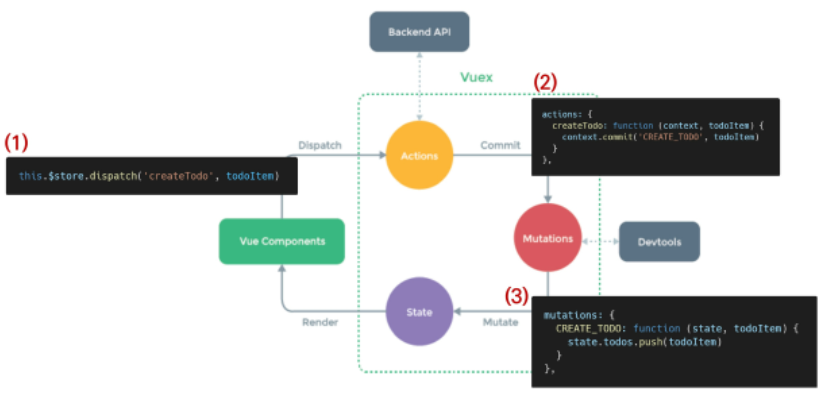 Backend API
Vuex
(2)
actions: {
createTodo: function (context, todoItem) {
context.commit('CREATE_TODO', todoItem)
}
},
(1)
Dispatch
Actions
Commit
this.$store.dispatch('createTodo', todoItem)
Vue Components
Mutations
Devtools
(3)
State
Render
Mutate
mutations: {
CREATE_TODO: function (state, todoItem) {
state.todos.push(todoItem)
}
},